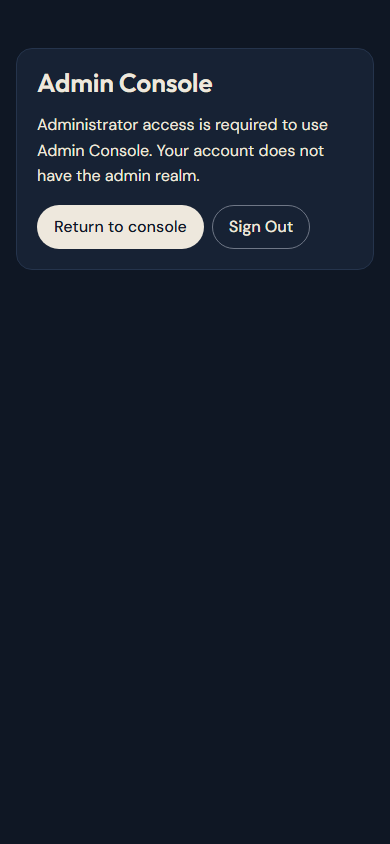 Admin Console
Administrator access is required to use
Admin Console. Your account does not
have the admin realm.
Return to console
Sign Out